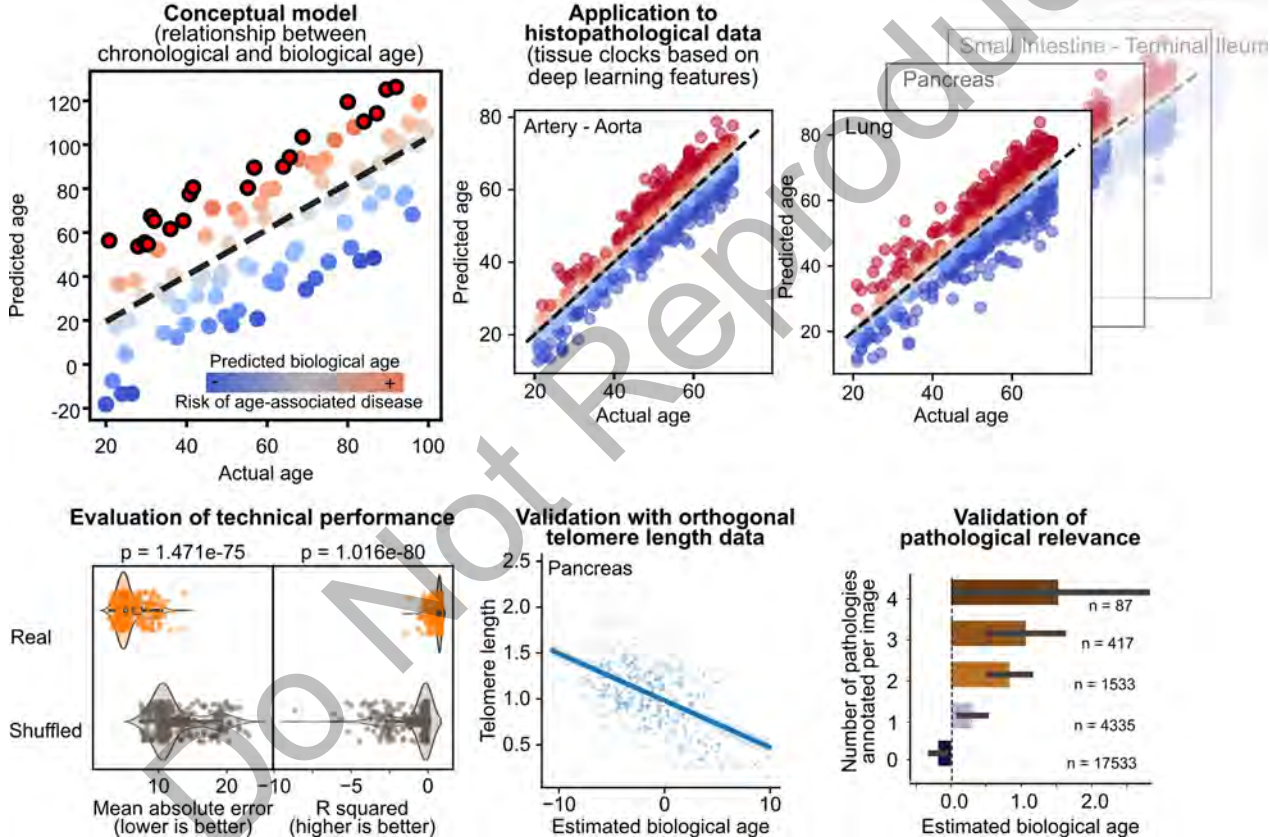 Conceptual model
(relationship between
chronological and biological age)
Predicted age
120
100
80
60
40
20
0
-20
Predicted biological age
- +
Risk of age-associated disease
20 40 60 80 100
Actual age
Application to
histopathological data
(tissue clocks based on
deep learning features)
Artery - Aorta
Predicted age
80
60
40
20
20 40 60
Actual age
Lung
Predicted age
80
60
40
20
20 40 60
Actual age
Pancreas
Small Intestine - Terminal Ileum
Evaluation of technical performance
p = 1.471e-75 p = 1.016e-80
Real
Shuffled
10 20
-10 -5 0
Mean absolute error
(lower is better)
R squared
(higher is better)
Validation with orthogonal
telomere length data
Pancreas
Telomere length
2.5
2.0
1.5
1.0
0.5
-10 0 10
Estimated biological age
Validation of
pathological relevance
Number of pathologies
annotated per image
4
3
2
1
0
n = 87
n = 417
n = 1533
n = 4335
n = 17533
0.0 1.0 2.0
Estimated biological age
Do Not Reproduc